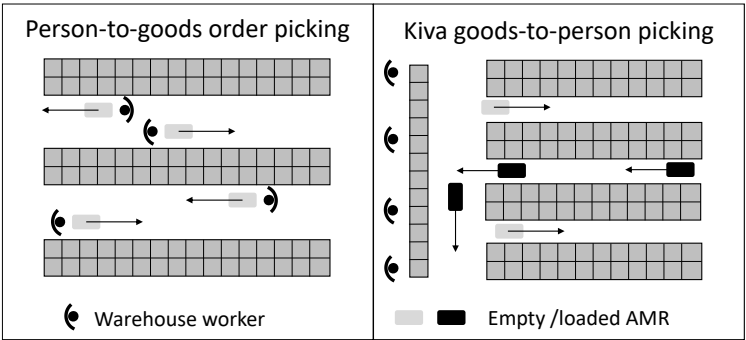 Person-to-goods order picking
Kiva goods-to-person picking
Warehouse worker
Empty /loaded AMR